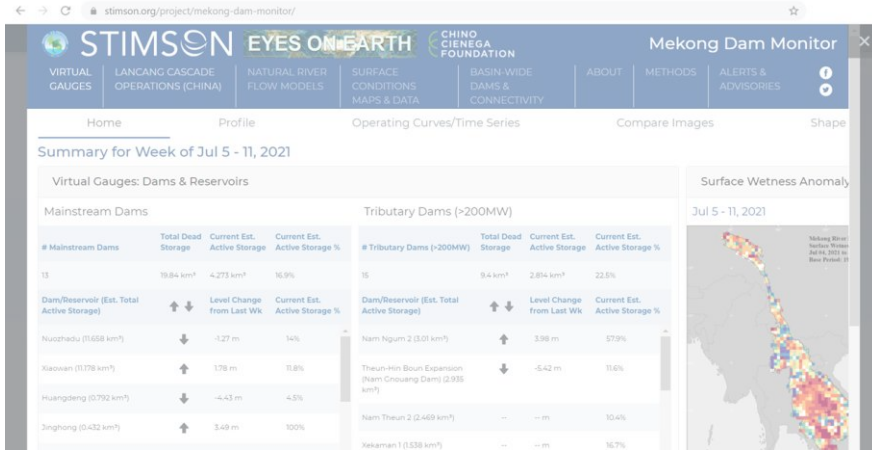 stimson.org/project/mekong-dam-monitor/
STIMSON
EYES ON EARTH
CHINO
CIENEGA
FOUNDATION
Mekong Dam Monitor
VIRTUAL
GAUGES
LANCANG CASCADE
OPERATIONS (CHINA)
NATURAL RIVER
FLOW MODELS
SURFACE
CONDITIONS
MAPS & DATA
BASIN-WIDE
DAMS &
CONNECTIVITY
ABOUT
METHODS
ALERTS &
ADVISORIES
Home Profile Operating Curves/Time Series Compare Images Shape
Summary for Week of Jul 5 - 11, 2021
Virtual Gauges: Dams & Reservoirs
Mainstream Dams
# Mainstream Dams
Total Dead
Storage
Current Est.
Active Storage
Current Est.
Active Storage %
13 19.84 km³ 4.273 km³ 16.9%
Dam/Reservoir (Est. Total
Active Storage)
Level Change
from Last Wk
Current Est.
Active Storage %
Nuozhadu (11.658 km³) -1.27 m 14%
Xiaowan (11.178 km³) 1.78 m 11.8%
Huangdeng (0.792 km³) -4.43 m 4.5%
Jinghong (0.432 km³) 3.49 m 100%
Tributary Dams (>200MW)
# Tributary Dams (>200MW)
Total Dead
Storage
Current Est.
Active Storage
Current Est.
Active Storage %
15 9.4 km³ 2.814 km³ 22.5%
Dam/Reservoir (Est. Total
Active Storage)
Level Change
from Last Wk
Current Est.
Active Storage %
Nam Ngum 2 (3.01 km³) 3.98 m 57.9%
Theun-Hin Boun Expansion
(Nam Gnouang Dam) (2.935
km³)
-5.42 m 11.6%
Nam Theun 2 (2.469 km³) -- -- m 10.4%
Xekaman 1 (1.538 km³) -- -- m 16.7%
Surface Wetness Anomaly
Jul 5 - 11, 2021
Mekong River
Surface Wetness
Jul 04, 2021 to
Base Period: